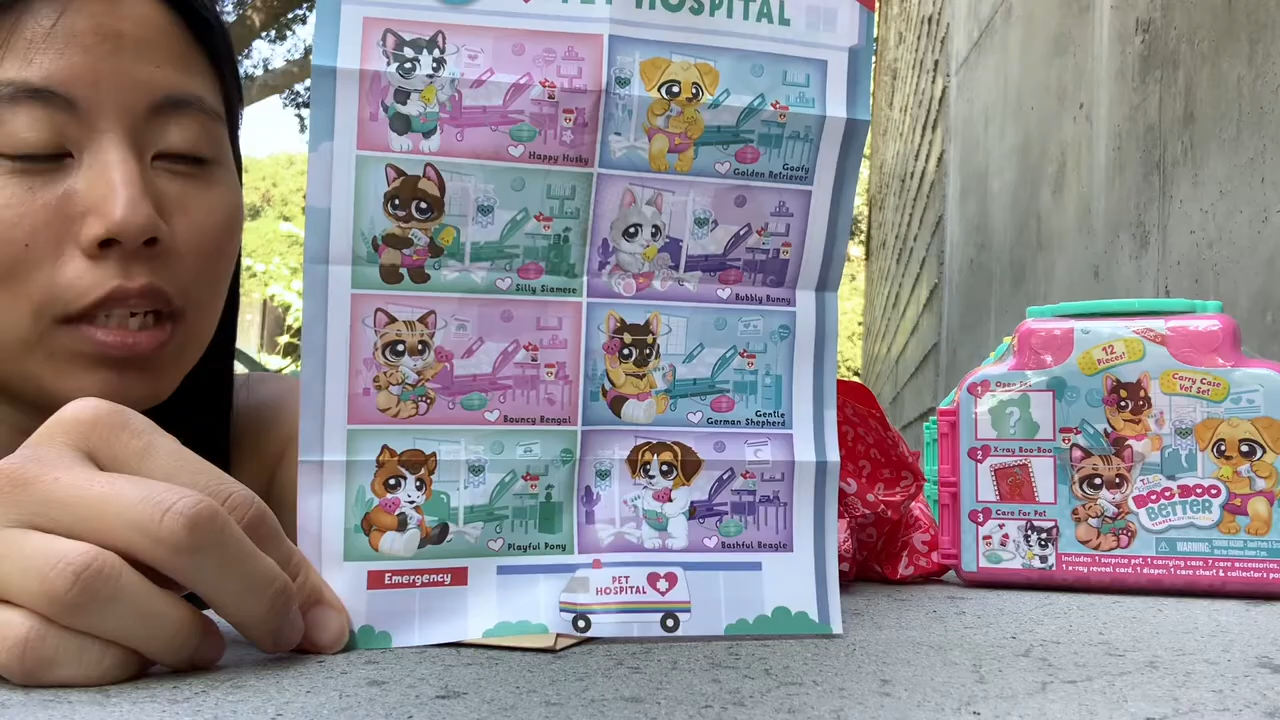 PET HOSPITAL
Happy Husky
Goofy
Golden Retriever
Silly Siamese
Bubbly Bunny
Bouncy Bengal
Gentle
German Shepherd
Playful Pony
Bashful Beagle
Emergency
PET
HOSPITAL
12
Pieces!
Carry Case
Vet Set
1 Open Pet
?
2 X-ray Boo-Boo
3 Care For Pet
BOO-BOO
BETTER
WARNING:
Includes: 1 surprise pet, 1 carrying case, 7 care accessories,
1 x-ray reveal card, 1 diaper, 1 care chart & collector's